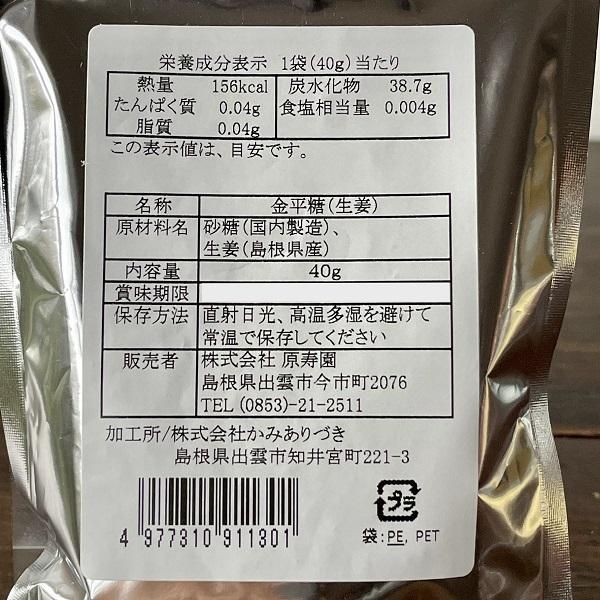 栄養成分表示 1袋(40g)当たり
熱量 156kcal 炭水化物 38.7g
たんぱく質 0.04g 食塩相当量 0.004g
脂質 0.04g
この表示値は、目安です。
名称 金平糖(生姜)
原材料名 砂糖(国内製造)、
生姜(島根県産)
内容量 40g
賞味期限
保存方法 直射日光、高温多湿を避けて
常温で保存してください
販売者 株式会社 原寿園
島根県出雲市今市町2076
TEL(0853)-21-2511
加工所/株式会社かみありづき
島根県出雲市知井宮町221-3
4 977310 911301
プラ
袋:PE, PET